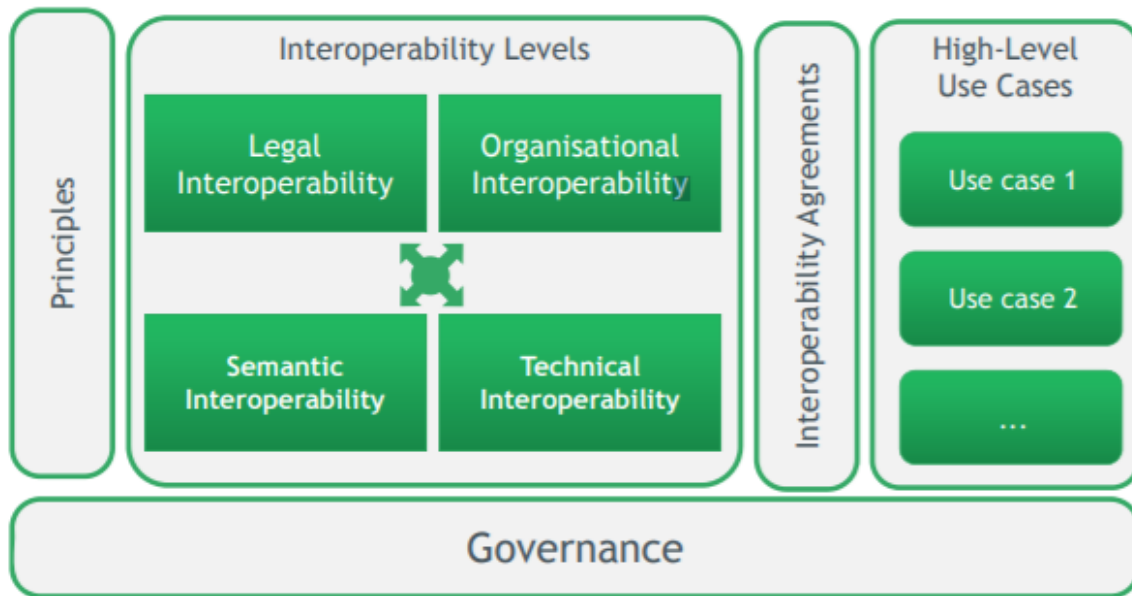 Principles
Interoperability Levels
Legal
Interoperability
Organisational
Interoperability
Semantic
Interoperability
Technical
Interoperability
Interoperability Agreements
High-Level
Use Cases
Use case 1
Use case 2
...
Governance